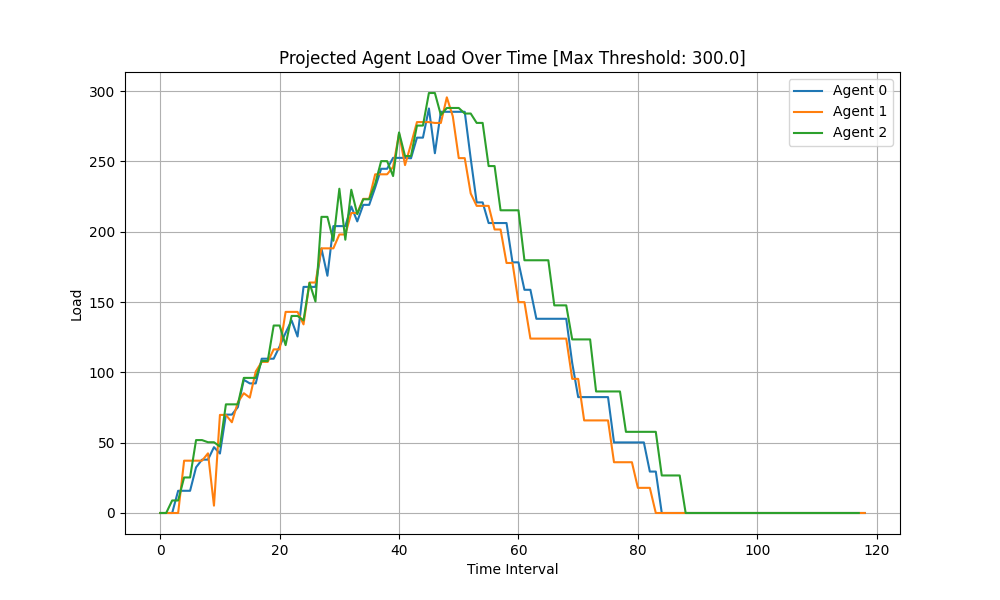 Projected Agent Load Over Time [Max Threshold: 300.0]
Agent 0
Agent 1
Agent 2
Load
300
250
200
150
100
50
0
0 20 40 60 80 100 120
Time Interval